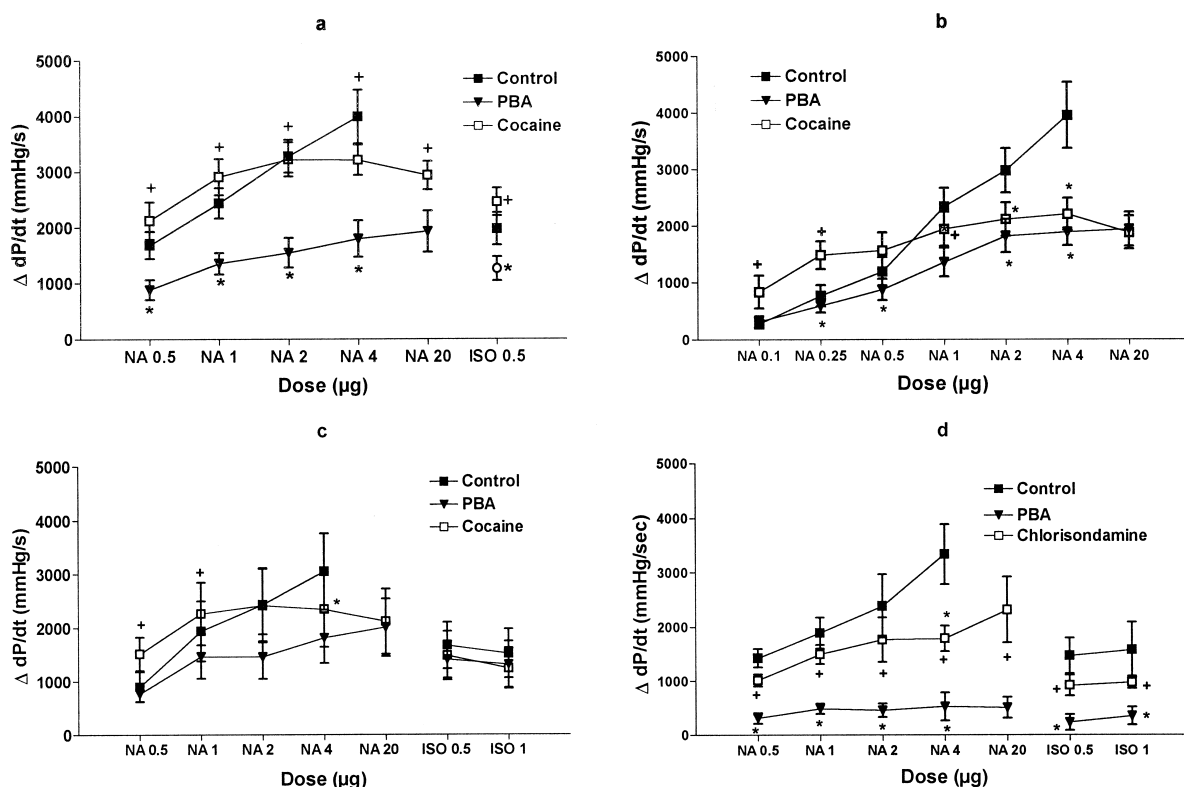 a
Δ dP/dt (mmHg/s)
5000
4000
3000
2000
1000
0
Control
PBA
Cocaine
+ + + + + +
* * * * *
NA 0.5 NA 1 NA 2 NA 4 NA 20 ISO 0.5
Dose (µg)
b
Δ dP/dt (mmHg/s)
5000
4000
3000
2000
1000
0
Control
PBA
Cocaine
+ + +
* * * * * *
NA 0.1 NA 0.25 NA 0.5 NA 1 NA 2 NA 4 NA 20
Dose (µg)
c
Δ dP/dt (mmHg/s)
5000
4000
3000
2000
1000
0
Control
PBA
Cocaine
+ + *
NA 0.5 NA 1 NA 2 NA 4 NA 20 ISO 0.5 ISO 1
Dose (µg)
d
Δ dP/dt (mmHg/sec)
5000
4000
3000
2000
1000
0
Control
PBA
Chlorisondamine
*
+ + + + + + +
* * * * * *
NA 0.5 NA 1 NA 2 NA 4 NA 20 ISO 0.5 ISO 1
Dose (µg)